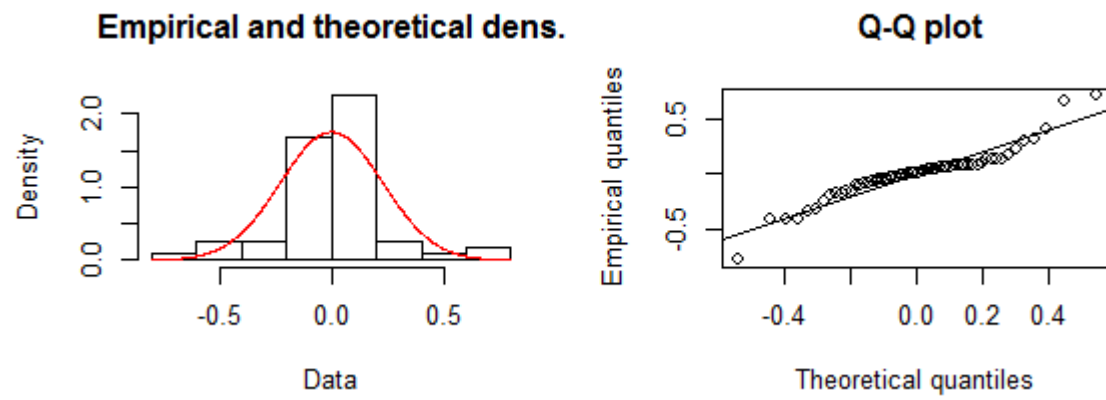 Empirical and theoretical dens.
Density
0.0 1.0 2.0
-0.5 0.0 0.5
Data
Q-Q plot
Empirical quantiles
-0.5 0.5
-0.4 0.0 0.2 0.4
Theoretical quantiles